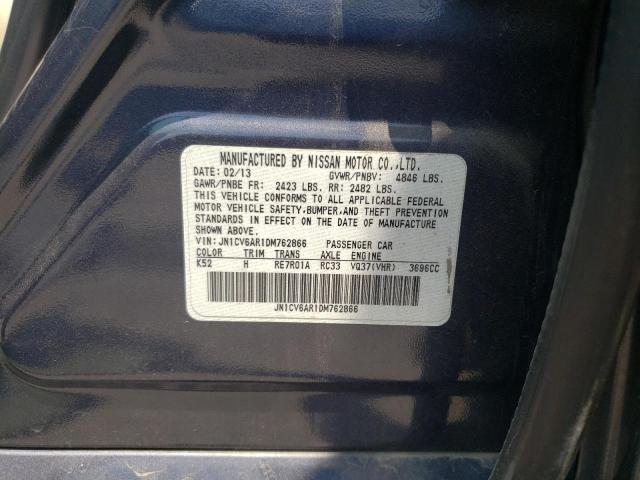 MANUFACTURED BY NISSAN MOTOR CO.,LTD.
DATE: 02/13 GVWR/PNBV: 4846 LBS.
GAWR/PNBE FR: 2423 LBS. RR: 2482 LBS.
THIS VEHICLE CONFORMS TO ALL APPLICABLE FEDERAL
MOTOR VEHICLE SAFETY,BUMPER,AND THEFT PREVENTION
STANDARDS IN EFFECT ON THE DATE OF MANUFACTURE
SHOWN ABOVE.
VIN: JN1CV6AR1DM762866 PASSENGER CAR
COLOR TRIM TRANS AXLE ENGINE
K52 H RE7R01A RC33 VQ37(VHR) 3696CC
JN1CV6AR1DM762866